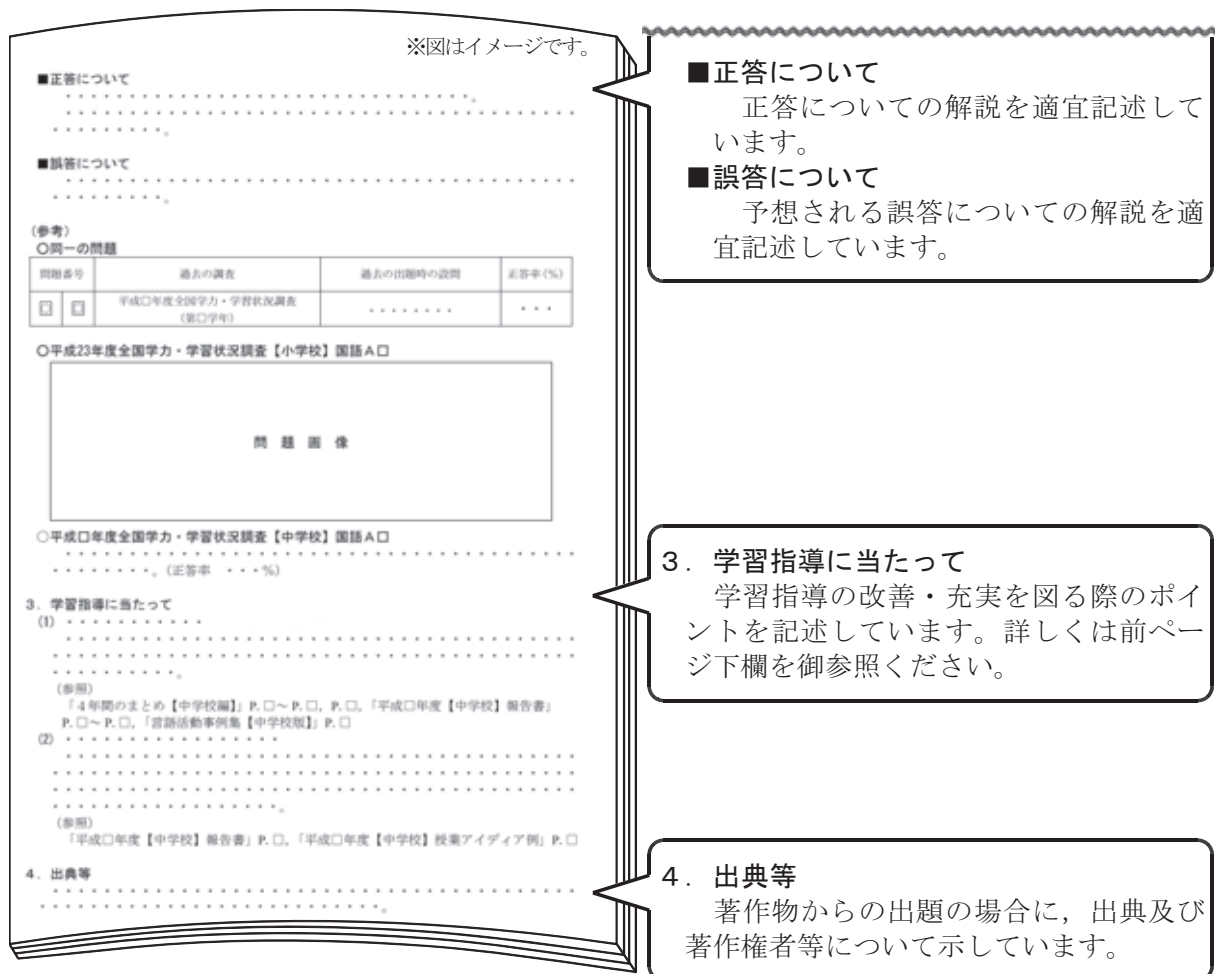 ※図はイメージです。
■正答について
・・・・・・・・・・・・・・・・・・・・・・・・・・・・・・・・。
・・・・・・・・・・・・・・・・・・・・・・・・・・・・・・・・・・・・・・・・
・・・・・・・・・。
■誤答について
・・・・・・・・・・・・・・・・・・・・・・・・・・・・・・・・・・・・・・・・
・・・・・・・・・。
(参考)
○同一の問題
問題番号 過去の調査 過去の出題時の設問 正答率(%)
□ □ 平成□年度全国学力・学習状況調査 ・・・・・・・・ ・・・
(第□学年)
○平成23年度全国学力・学習状況調査【小学校】国語A□
問 題 画 像
○平成□年度全国学力・学習状況調査【中学校】国語A□
・・・・・・・・・・・・・・・・・・・・・・・・・・・・・・・・・・・・・・・・
・・・・・・・・。(正答率 ・・・%)
3. 学習指導に当たって
(1) ・・・・・・・・・・・
・・・・・・・・・・・・・・・・・・・・・・・・・・・・・・・・・・・・・・・・
・・・・・・・・・・・・・・・・・・・・・・・・・・・・・・・・・・・・・・・・・
・・・・・・・・・・。
(参照)
「4年間のまとめ【中学校編】」P.□~P.□, P.□, 「平成□年度【中学校】報告書」
P.□~P.□, 「言語活動事例集【中学校版】」P.□
(2) ・・・・・・・・・・・・・・・・・
・・・・・・・・・・・・・・・・・・・・・・・・・・・・・・・・・・・・・・・・
・・・・・・・・・・・・・・・・・・・・・・・・・・・・・・・・・・・・・・・・・
・・・・・・・・・・・・・・・・・・・・・・・・・・・・・・・・・・・・・・・・・
・・・・・・・・・・・・・・・・・・。
(参照)
「平成□年度【中学校】報告書」P.□, 「平成□年度【中学校】授業アイディア例」P.□
4. 出典等
・・・・・・・・・・・・・・・・・・・・・・・・・・・・・・・・・・・・・・・・・
・・・・・・・・・・・・・・・・・・・・・・・・・・。
■正答について
正答についての解説を適宜記述して
います。
■誤答について
予想される誤答についての解説を適
宜記述しています。
3. 学習指導に当たって
学習指導の改善・充実を図る際のポイ
ントを記述しています。詳しくは前ペー
ジ下欄を御参照ください。
4. 出典等
著作物からの出題の場合に,出典及び
著作権者等について示しています。